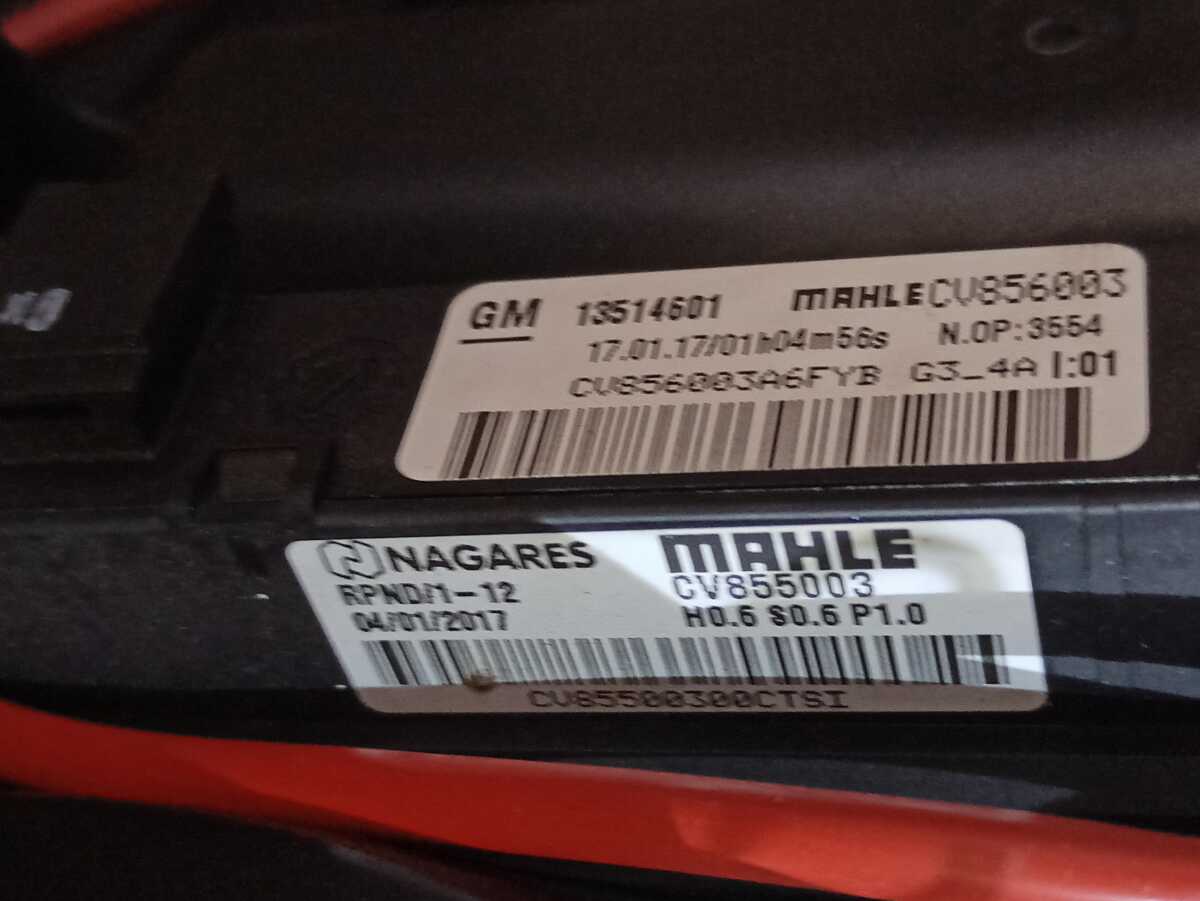 GM 13514601 MAHLE CV856003
17.01.17/01h04m56s N.OP:3554
CV856003A6FYB G3_4A I:01
NAGARES MAHLE
RPND/1-12 CV855003
04/01/2017 H0.6 S0.6 P1.0
CV85500300CTSI